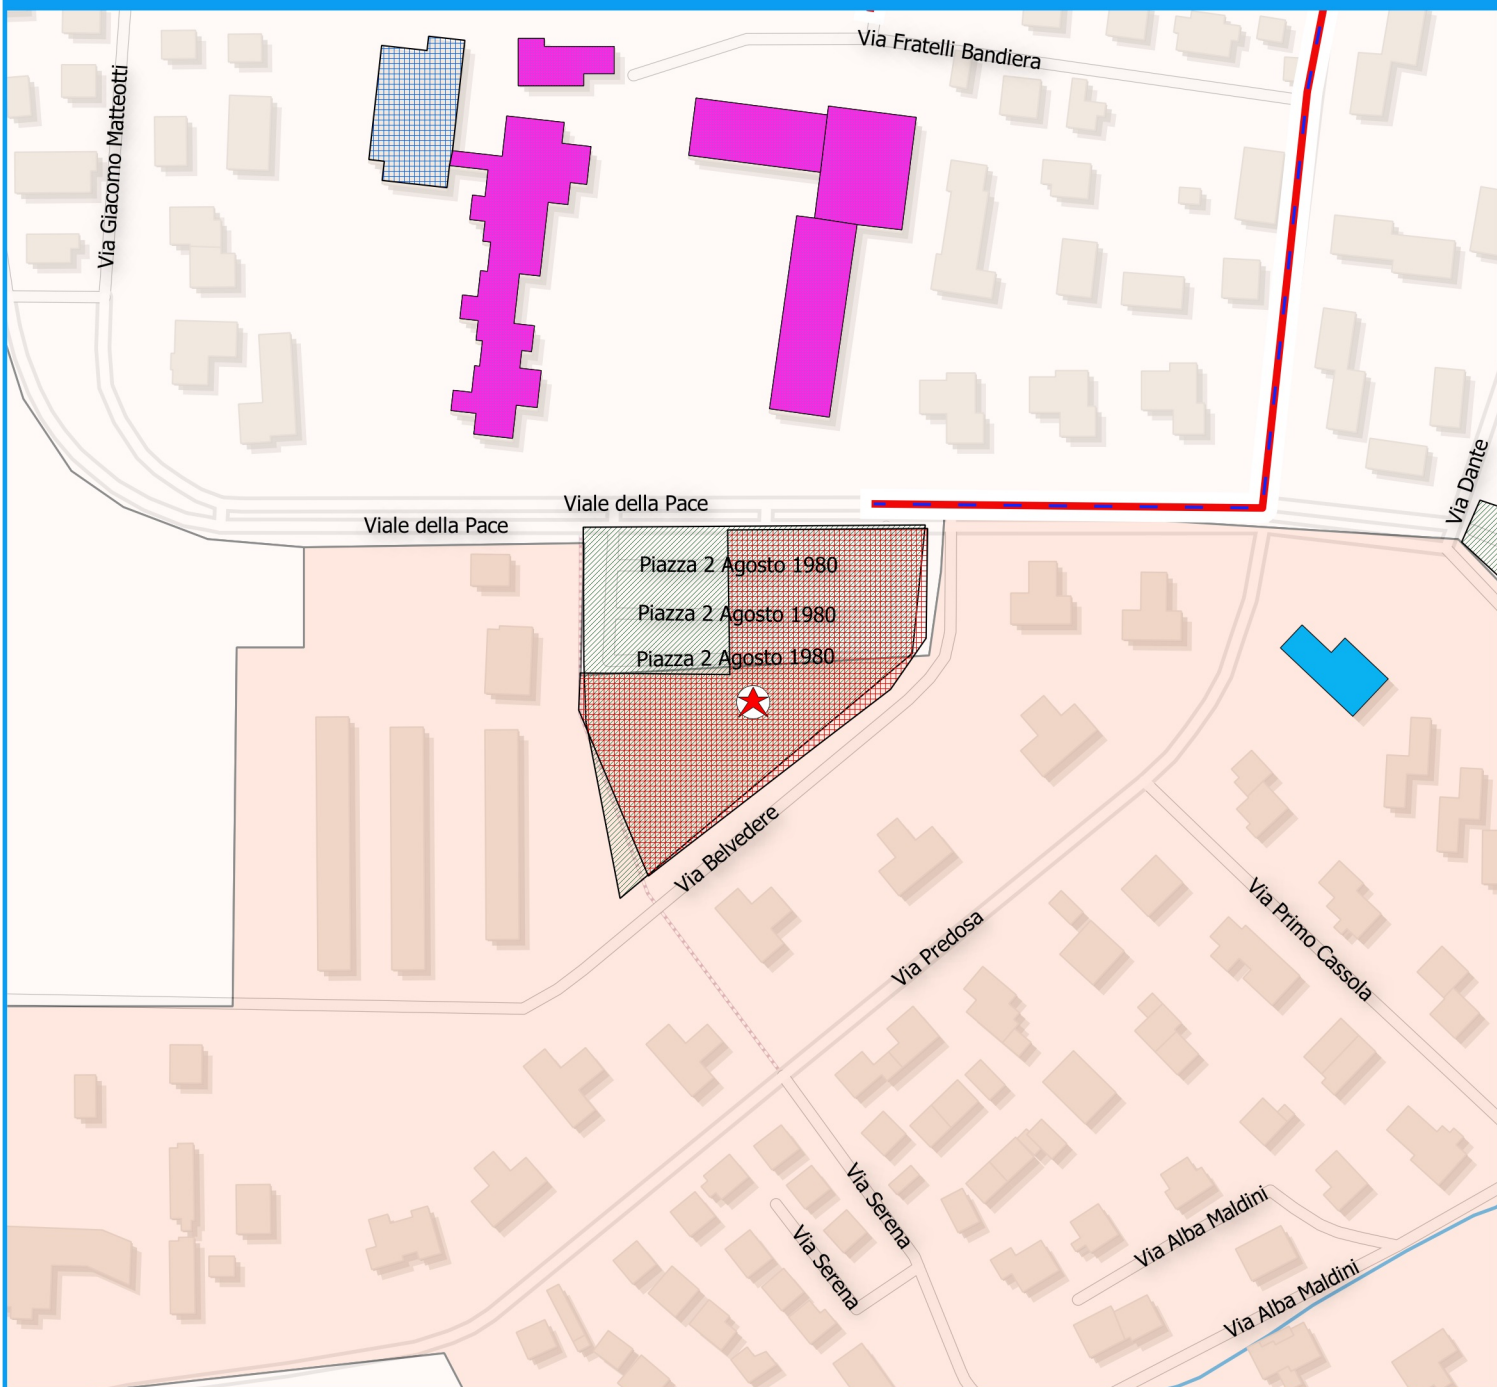 Via Fratelli Bandiera
Via Giacomo Matteotti
Viale della Pace
Viale della Pace
Via Dante
Piazza 2 Agosto 1980
Piazza 2 Agosto 1980
Piazza 2 Agosto 1980
Via Belvedere
Via Predosa
Via Primo Cassola
Via Serena
Via Serena
Via Alba Maldini
Via Alba Maldini